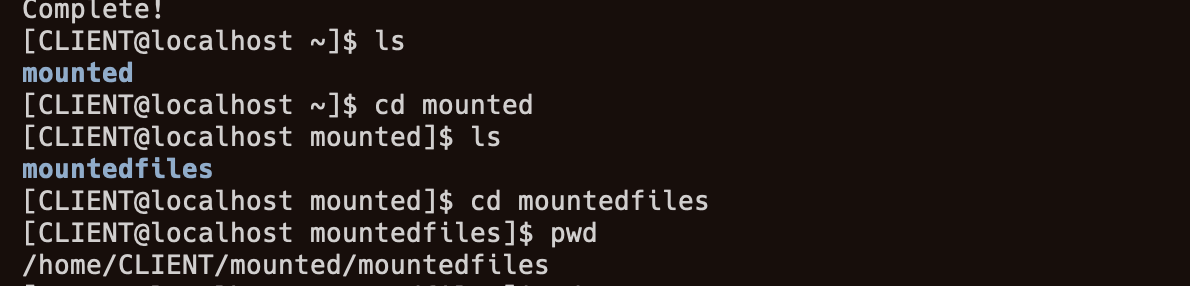 Complete!
[CLIENT@localhost ~]$ ls
mounted
[CLIENT@localhost ~]$ cd mounted
[CLIENT@localhost mounted]$ ls
mountedfiles
[CLIENT@localhost mounted]$ cd mountedfiles
[CLIENT@localhost mountedfiles]$ pwd
/home/CLIENT/mounted/mountedfiles